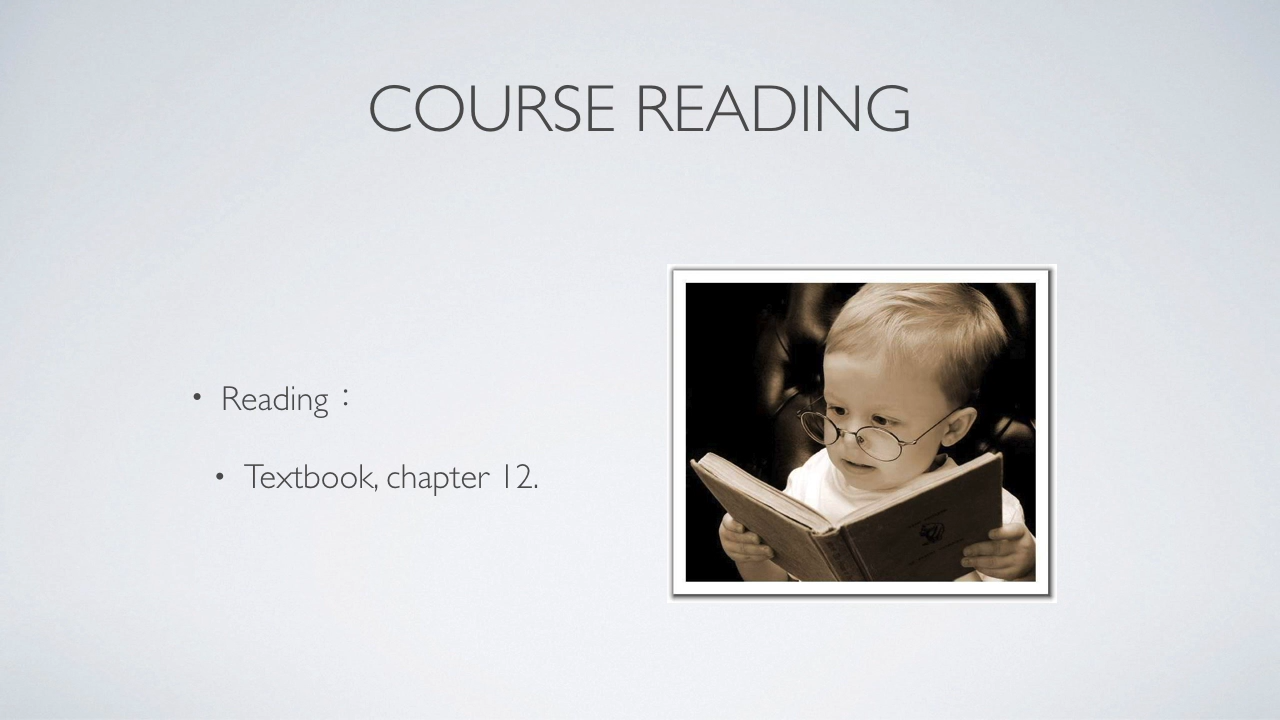 COURSE READING
• Reading：
• Textbook, chapter 12.